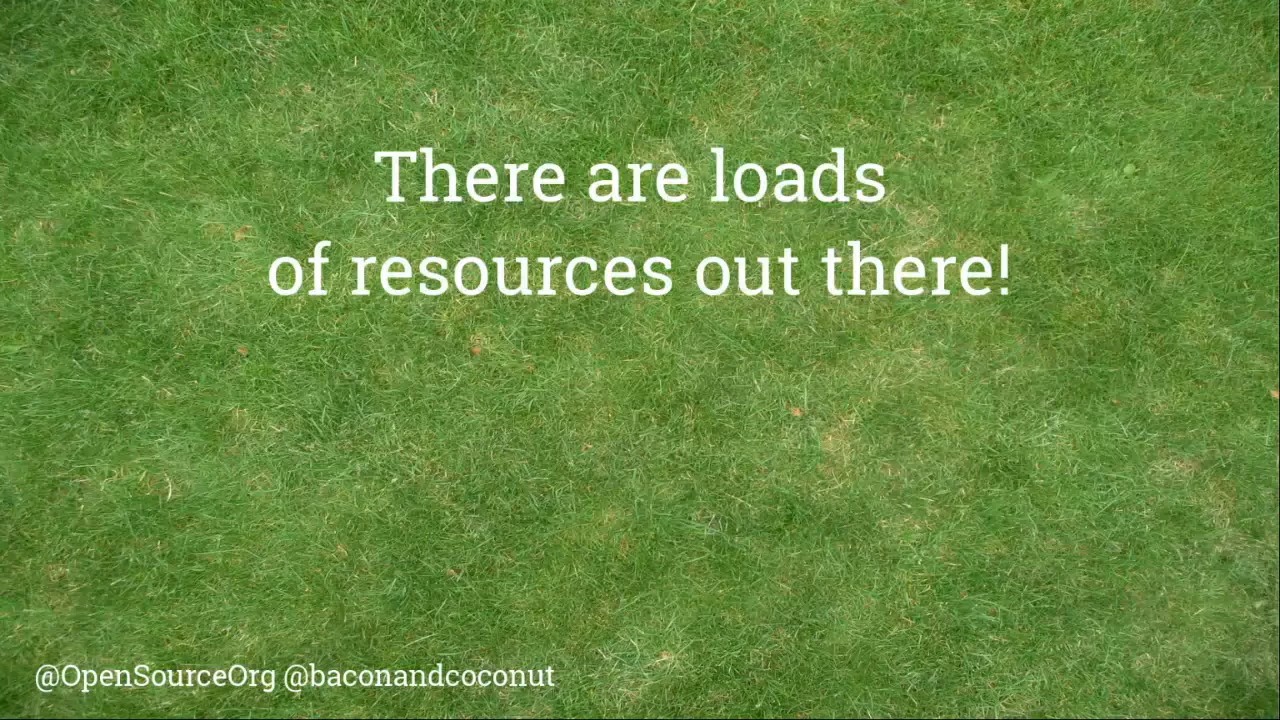 There are loads
of resources out there!
@OpenSourceOrg @baconandcoconut